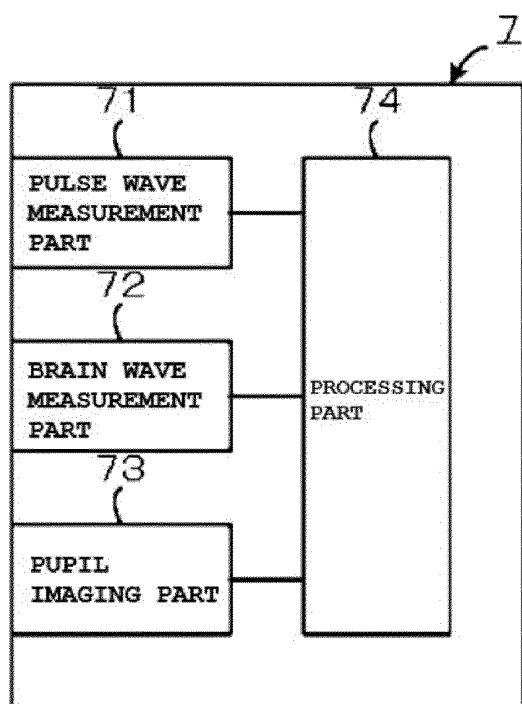 7
71
74
PULSE WAVE
MEASUREMENT
PART
72
BRAIN WAVE
MEASUREMENT
PART
PROCESSING
PART
73
PUPIL
IMAGING PART